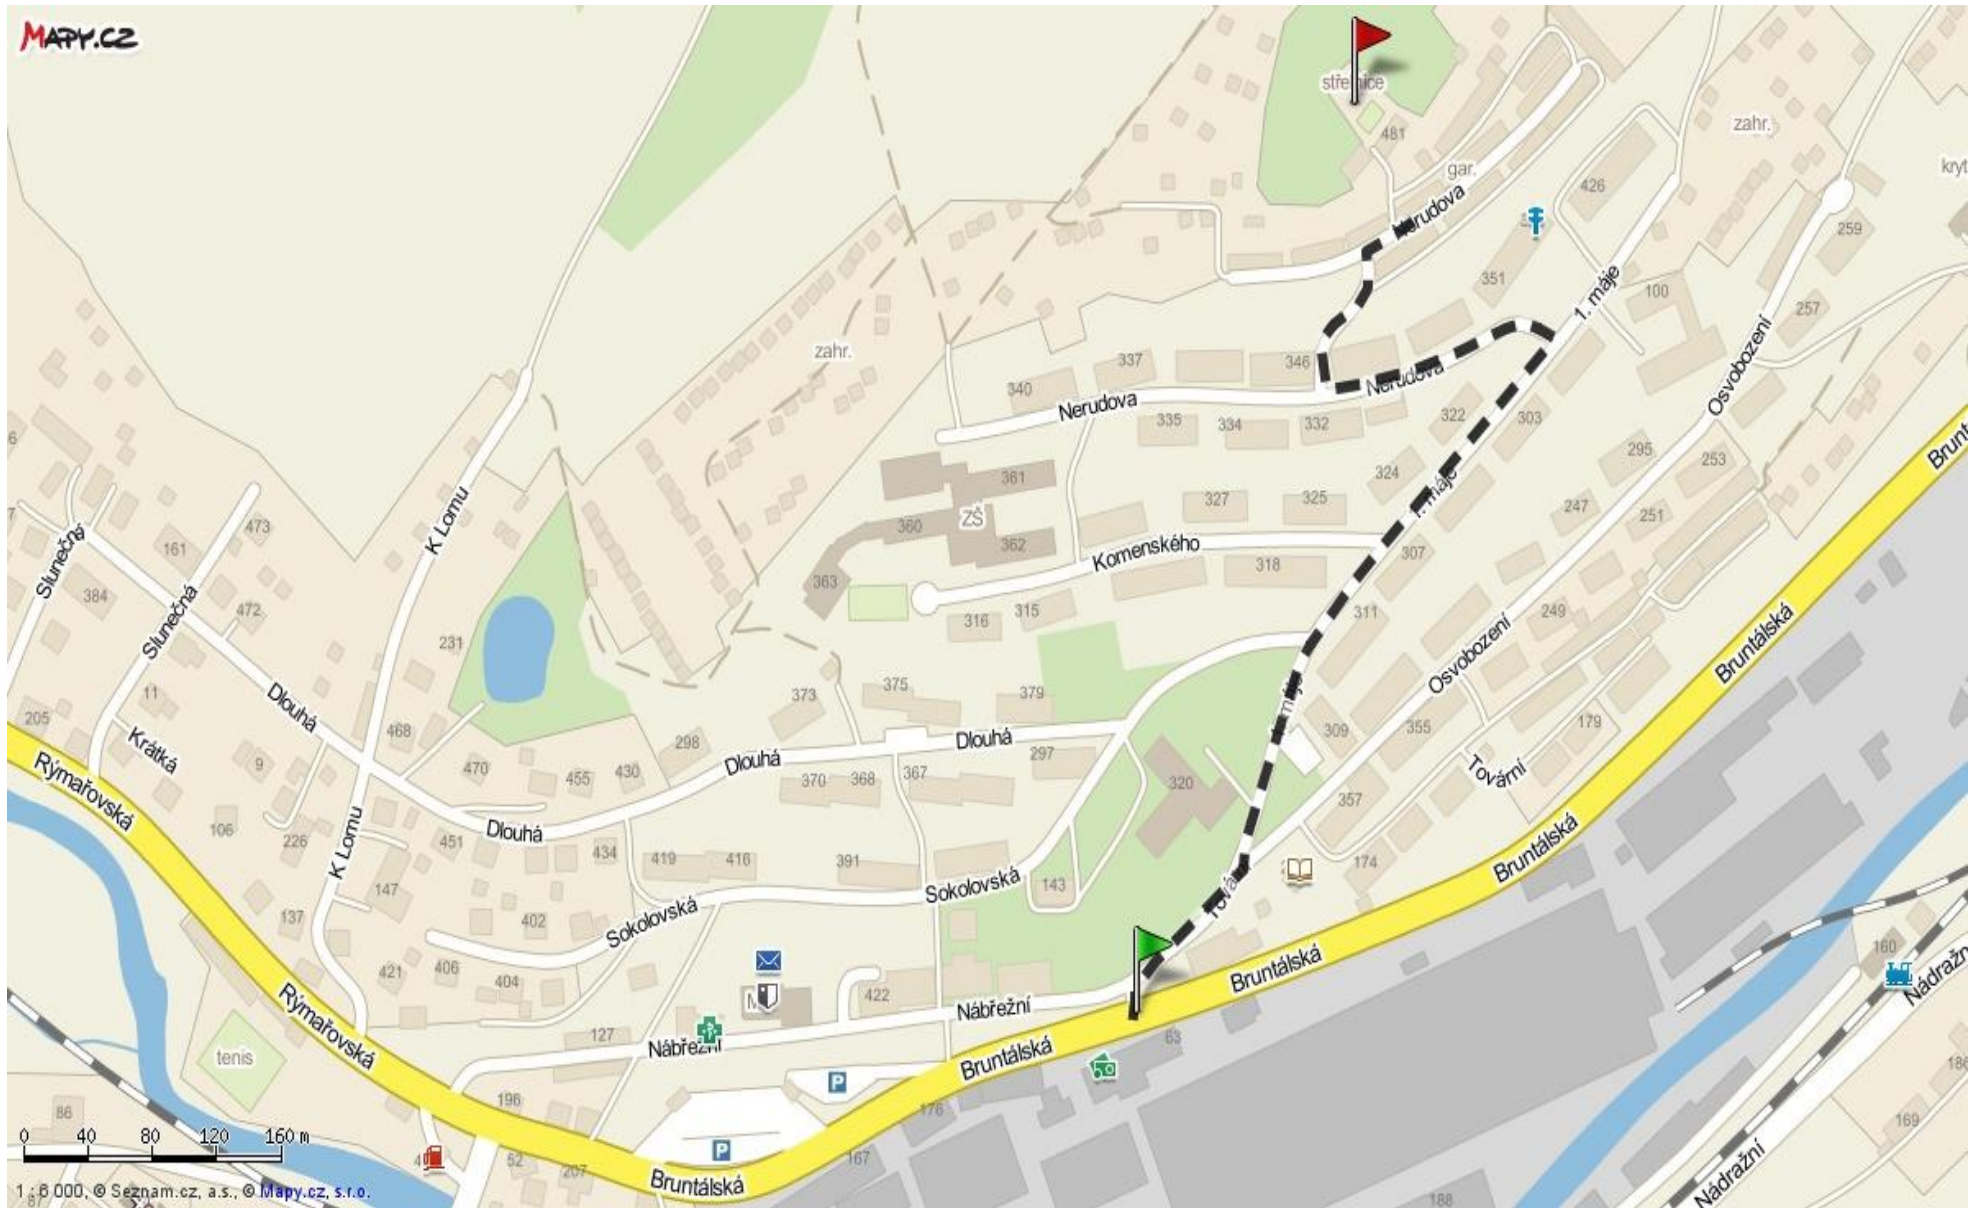 MAPY.CZ
střelnice
481
zahr.
gar.
426
kryt
Nerudova
259
351
100
1. máje
257
zahr.
337
346
340
Nerudova
Nerudova
Osvobození
335
334
332
322
303
Brunt
361
324
295
253
K Lomu
473
ZŠ
327
325
1. máje
247
251
360
362
Slunečná
161
Komenského
307
384
363
318
472
Slunečná
316
315
311
249
Osvobození
Bruntálská
231
11
373
375
379
1. máje
205
Dlouhá
468
309
355
179
Krátká
298
Dlouhá
297
9
470
455
430
Dlouhá
370
368
367
320
Tovární
Rýmařovská
357
106
226
451
Dlouhá
434
419
416
391
174
Bruntálská
K Lomu
147
Sokolovská
143
137
402
Sokolovská
421
406
404
422
Bruntálská
160
Nádražn
Rýmařovská
Nábřežní
127
Nábřežní
63
tenis
Bruntálská
P
186
196
176
86
169
0 40 80 120 160 m
P
52
207
167
Bruntálská
Nádražní
188
87
1 : 6 000, © Seznam.cz, a.s., © Mapy.cz, s.r.o.